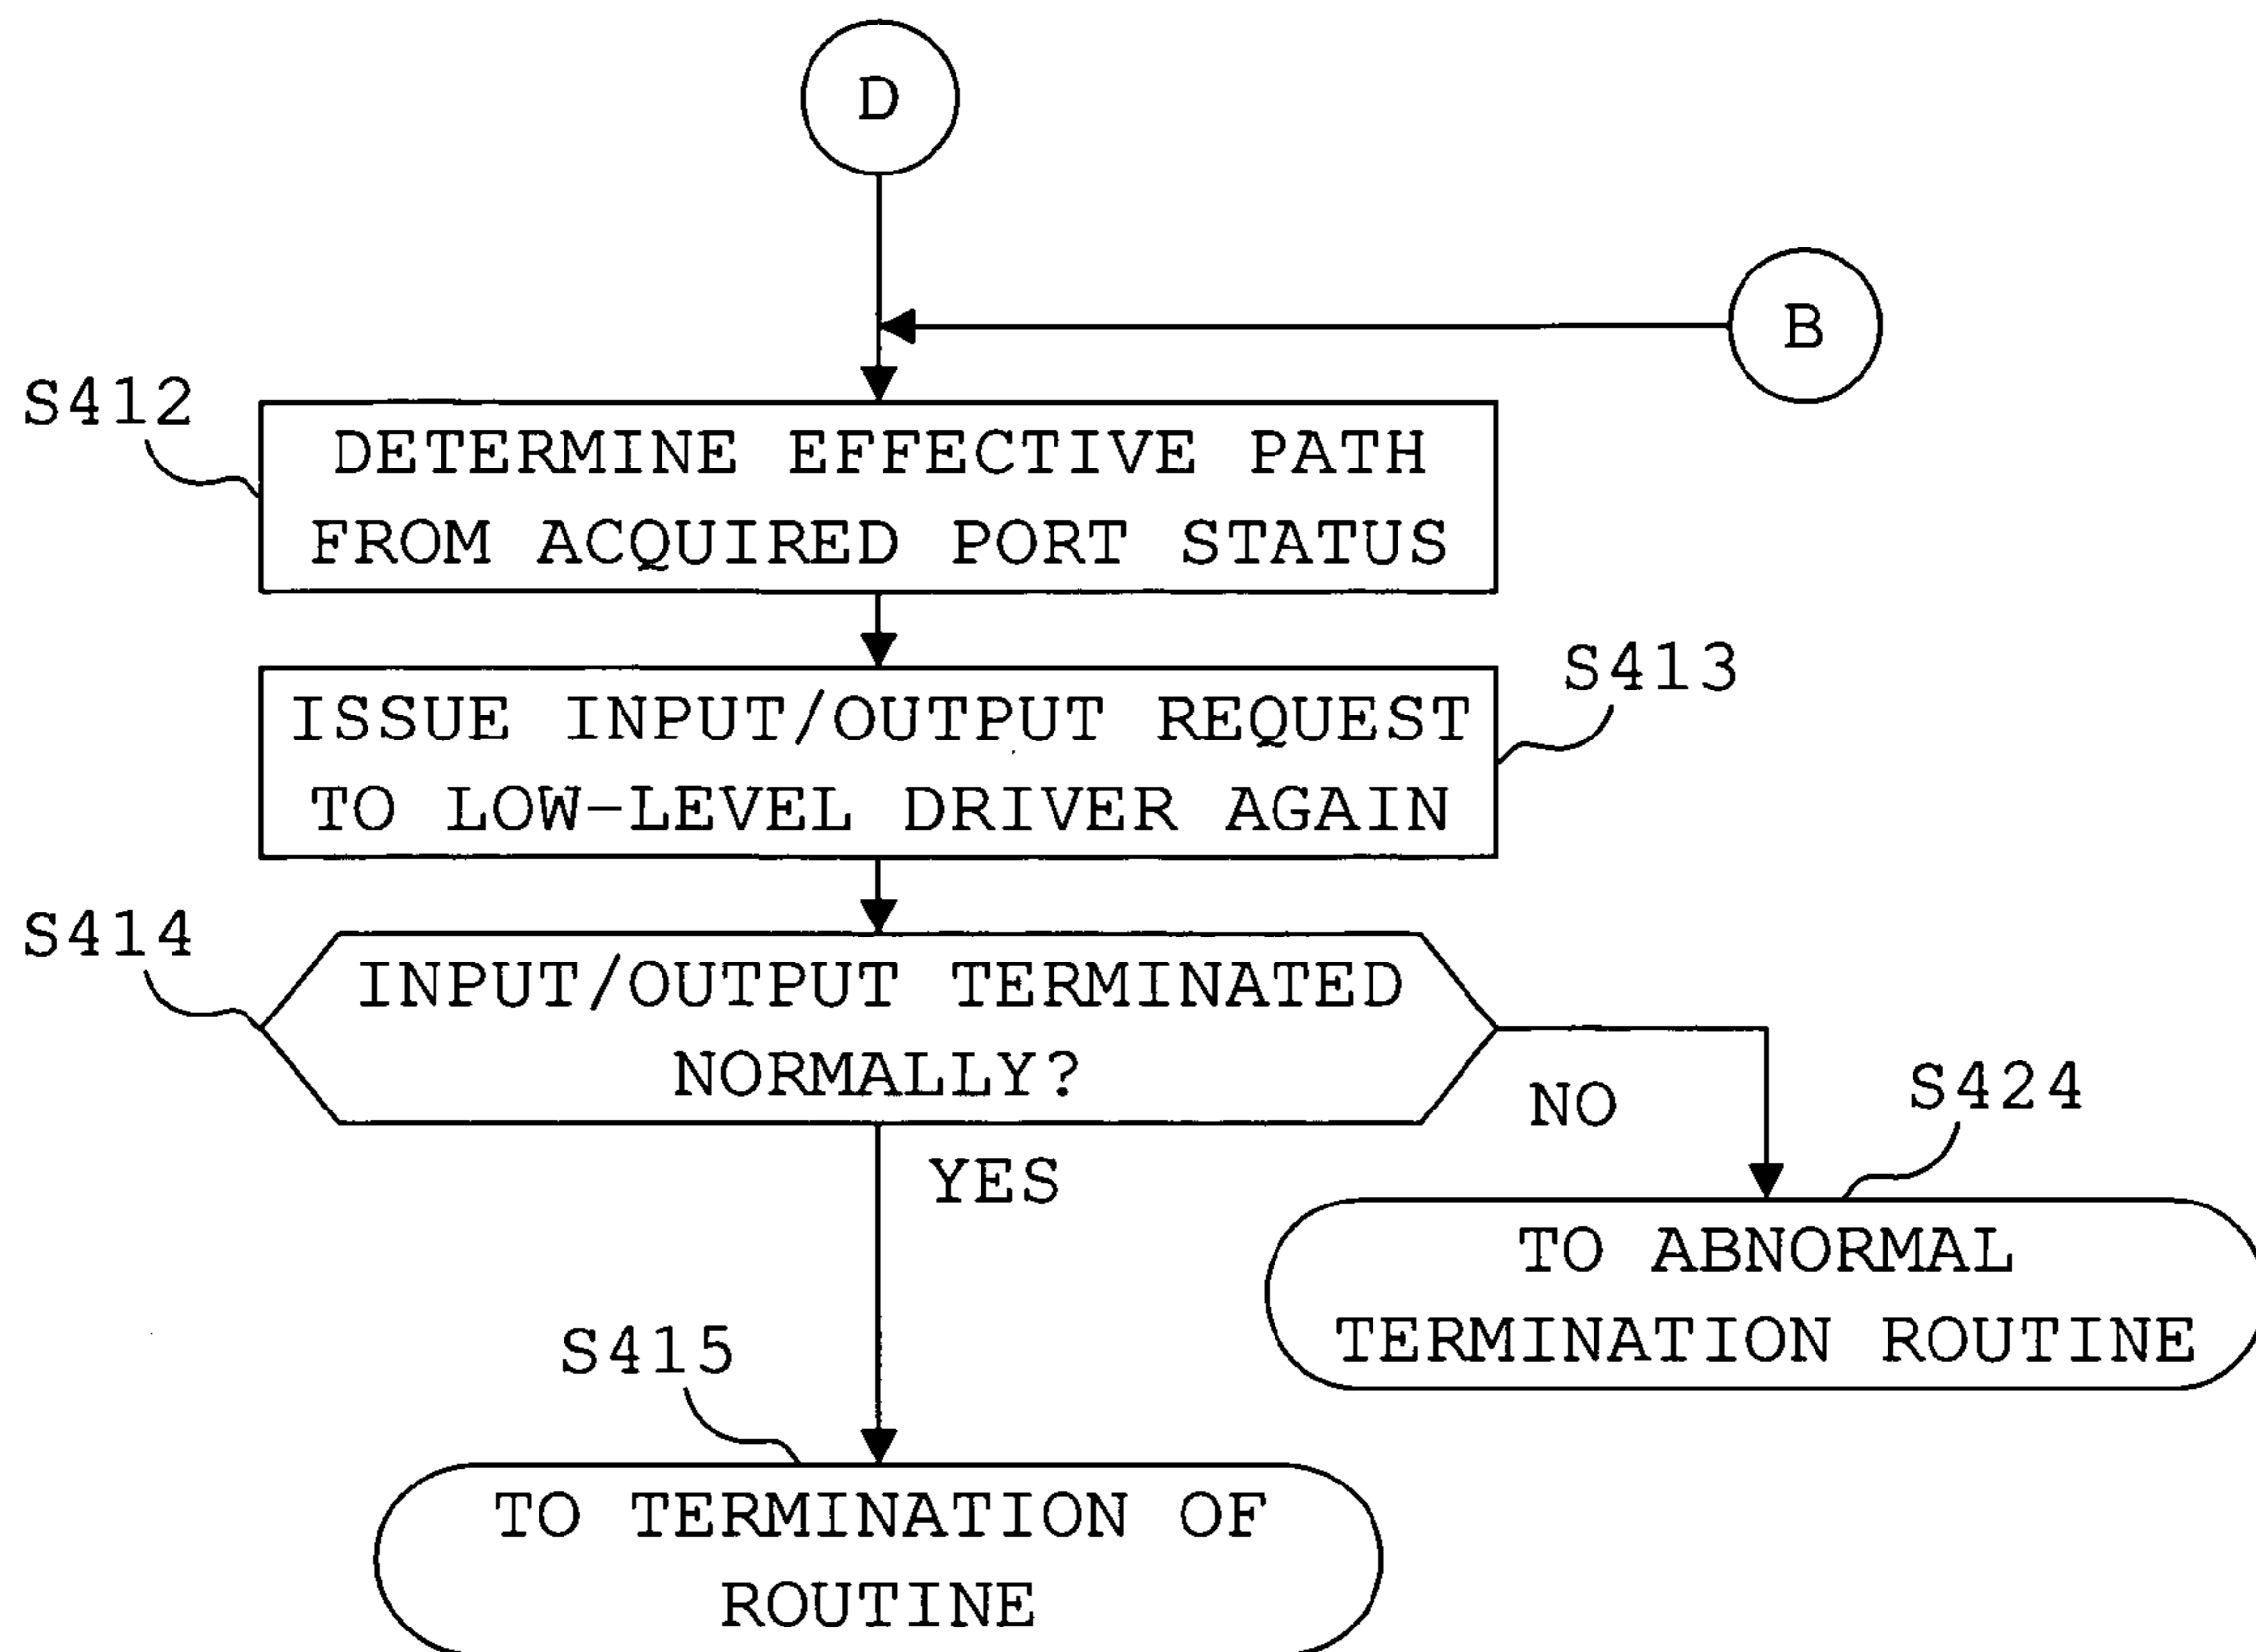 D
B
S412
DETERMINE EFFECTIVE PATH
FROM ACQUIRED PORT STATUS
S413
ISSUE INPUT/OUTPUT REQUEST
TO LOW-LEVEL DRIVER AGAIN
S414
INPUT/OUTPUT TERMINATED
NORMALLY?
NO
S424
YES
TO ABNORMAL
TERMINATION ROUTINE
S415
TO TERMINATION OF
ROUTINE